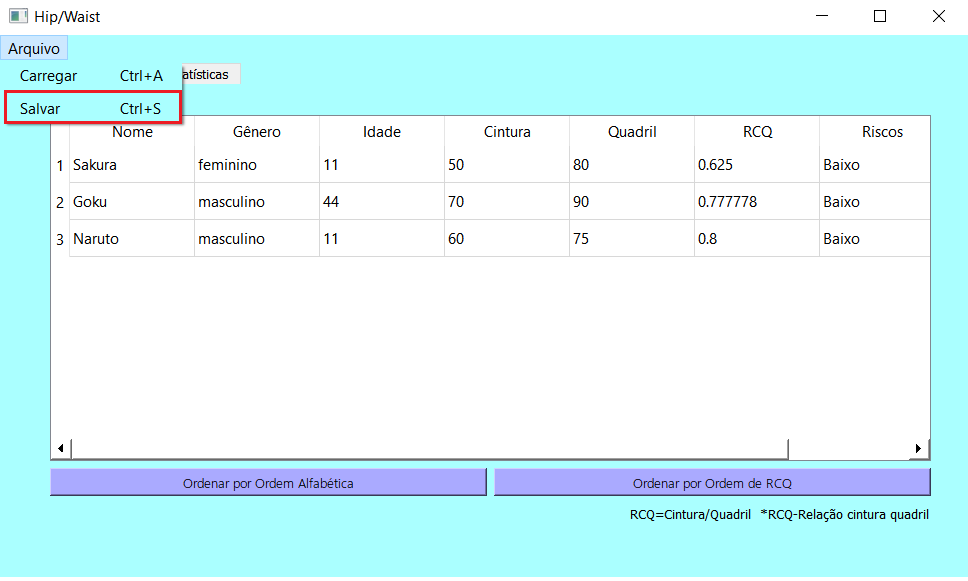 Hip/Waist
Arquivo
Carregar Ctrl+A
atísticas
Salvar Ctrl+S
Nome Gênero Idade Cintura Quadril RCQ Riscos
1 Sakura feminino 11 50 80 0.625 Baixo
2 Goku masculino 44 70 90 0.777778 Baixo
3 Naruto masculino 11 60 75 0.8 Baixo
Ordenar por Ordem Alfabética Ordenar por Ordem de RCQ
RCQ=Cintura/Quadril *RCQ-Relação cintura quadril